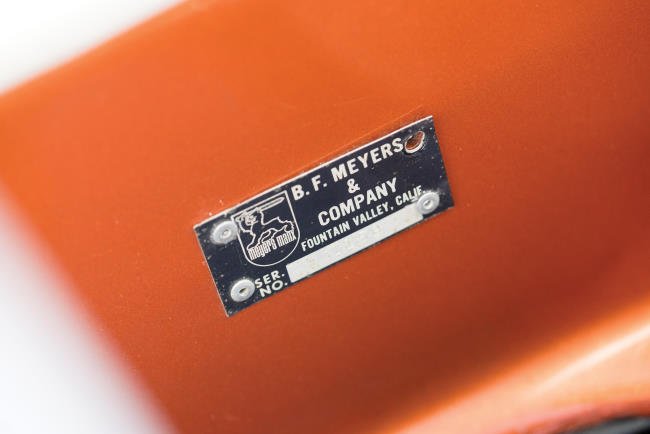 B. F. MEYERS
&
COMPANY
FOUNTAIN VALLEY, CALIF.
meyers manx
SER.
NO.